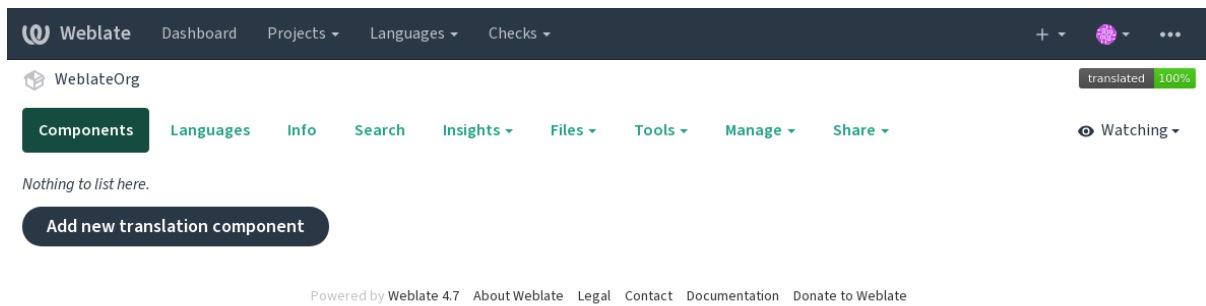 Weblate Dashboard Projects Languages Checks
WeblateOrg translated 100%
Components Languages Info Search Insights Files Tools Manage Share Watching
Nothing to list here.
Add new translation component
Powered by Weblate 4.7 About Weblate Legal Contact Documentation Donate to Weblate